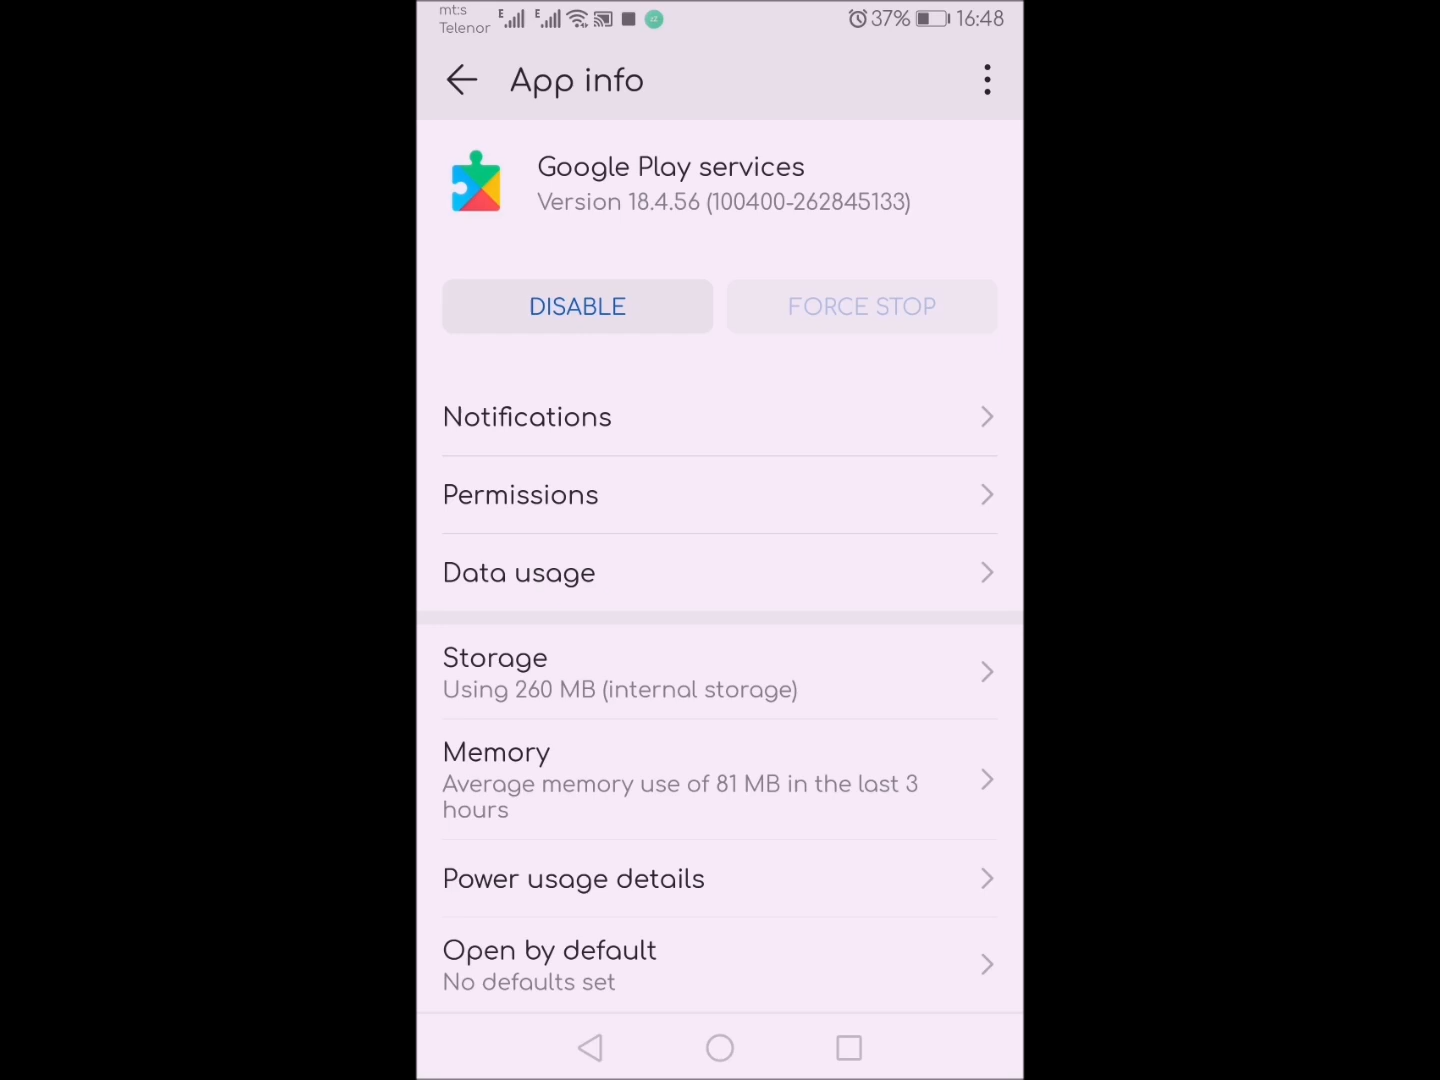 mt:s
Telenor
E E 37% 16:48
App info
Google Play services
Version 18.4.56 (100400-262845133)
DISABLE FORCE STOP
Notifications
Permissions
Data usage
Storage
Using 260 MB (internal storage)
Memory
Average memory use of 81 MB in the last 3
hours
Power usage details
Open by default
No defaults set